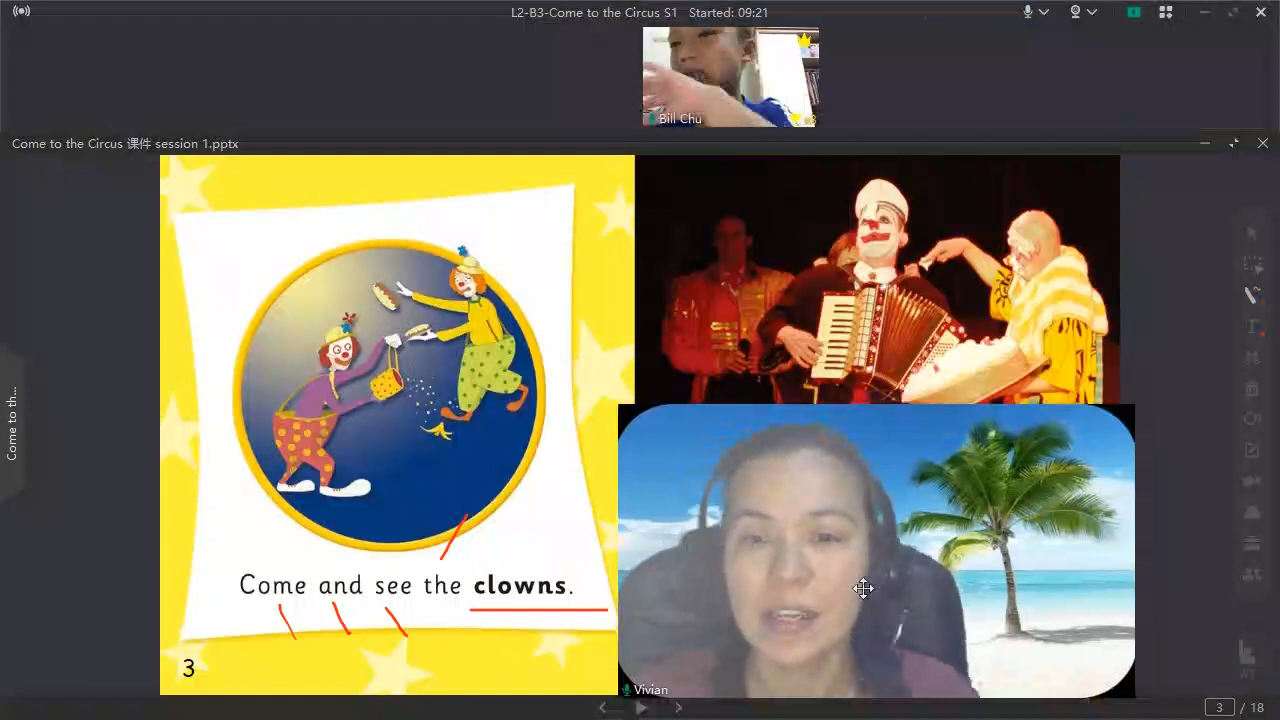 L2-B3-Come to the Circus S1 Started: 09:21
Bill Chu
Come to the Circus 课件 session 1.pptx
Come to th...
Come and see the clowns.
3
Vivian
3 / 18